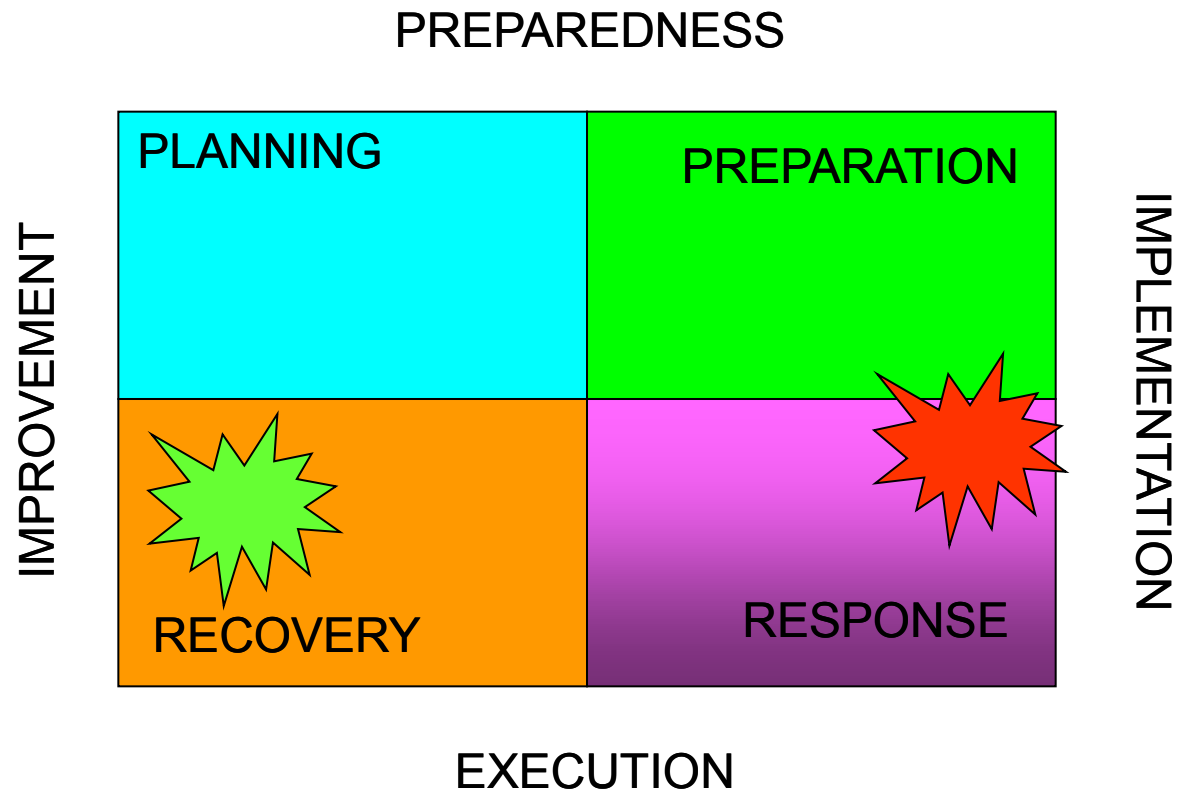 PREPAREDNESS
PLANNING
PREPARATION
IMPROVEMENT
IMPLEMENTATION
RECOVERY
RESPONSE
EXECUTION